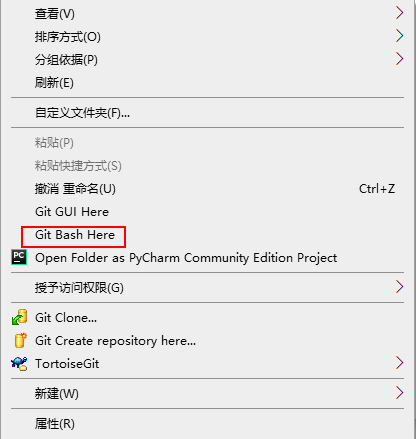 查看(V)
排序方式(O)
分组依据(P)
刷新(E)
自定义文件夹(F)...
粘贴(P)
粘贴快捷方式(S)
撤消 重命名(U) Ctrl+Z
Git GUI Here
Git Bash Here
PC Open Folder as PyCharm Community Edition Project
授予访问权限(G)
Git Clone...
Git Create repository here...
TortoiseGit
新建(W)
属性(R)